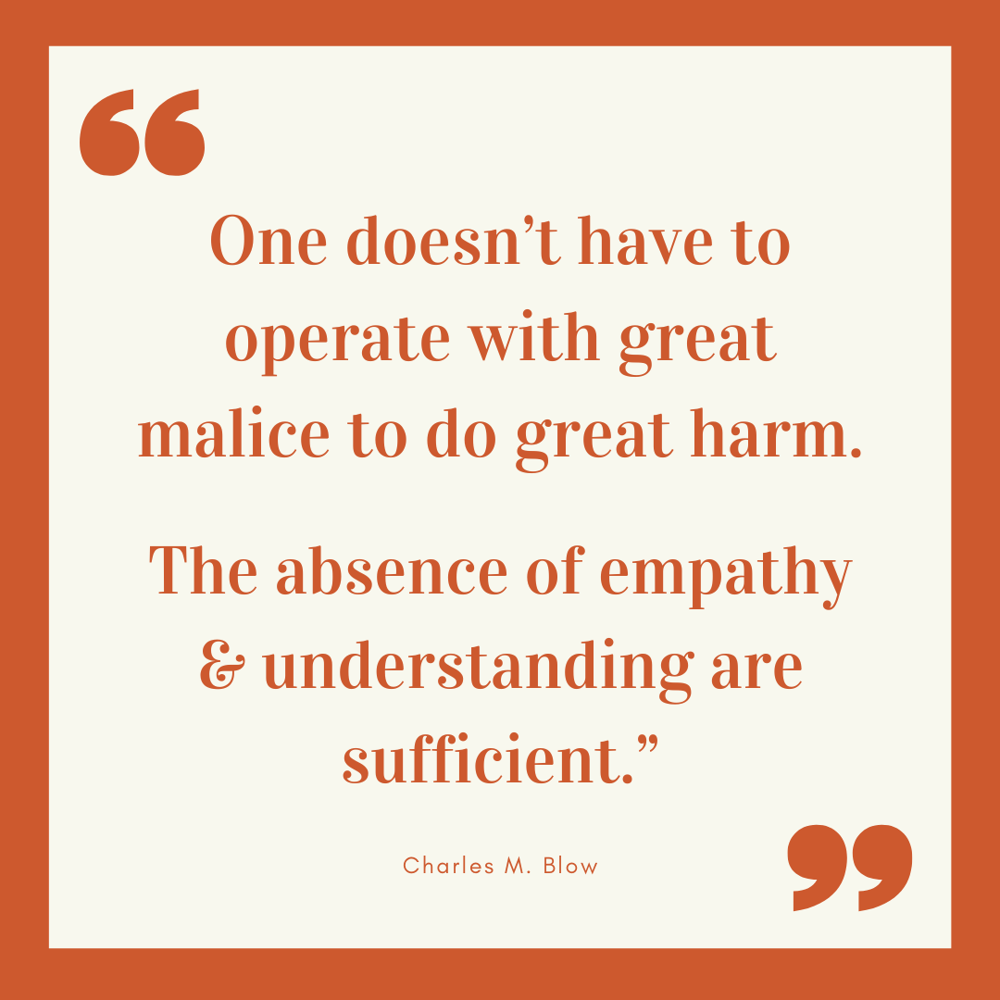 “
One doesn’t have to
operate with great
malice to do great harm.
The absence of empathy
& understanding are
sufficient.”
Charles M. Blow
”